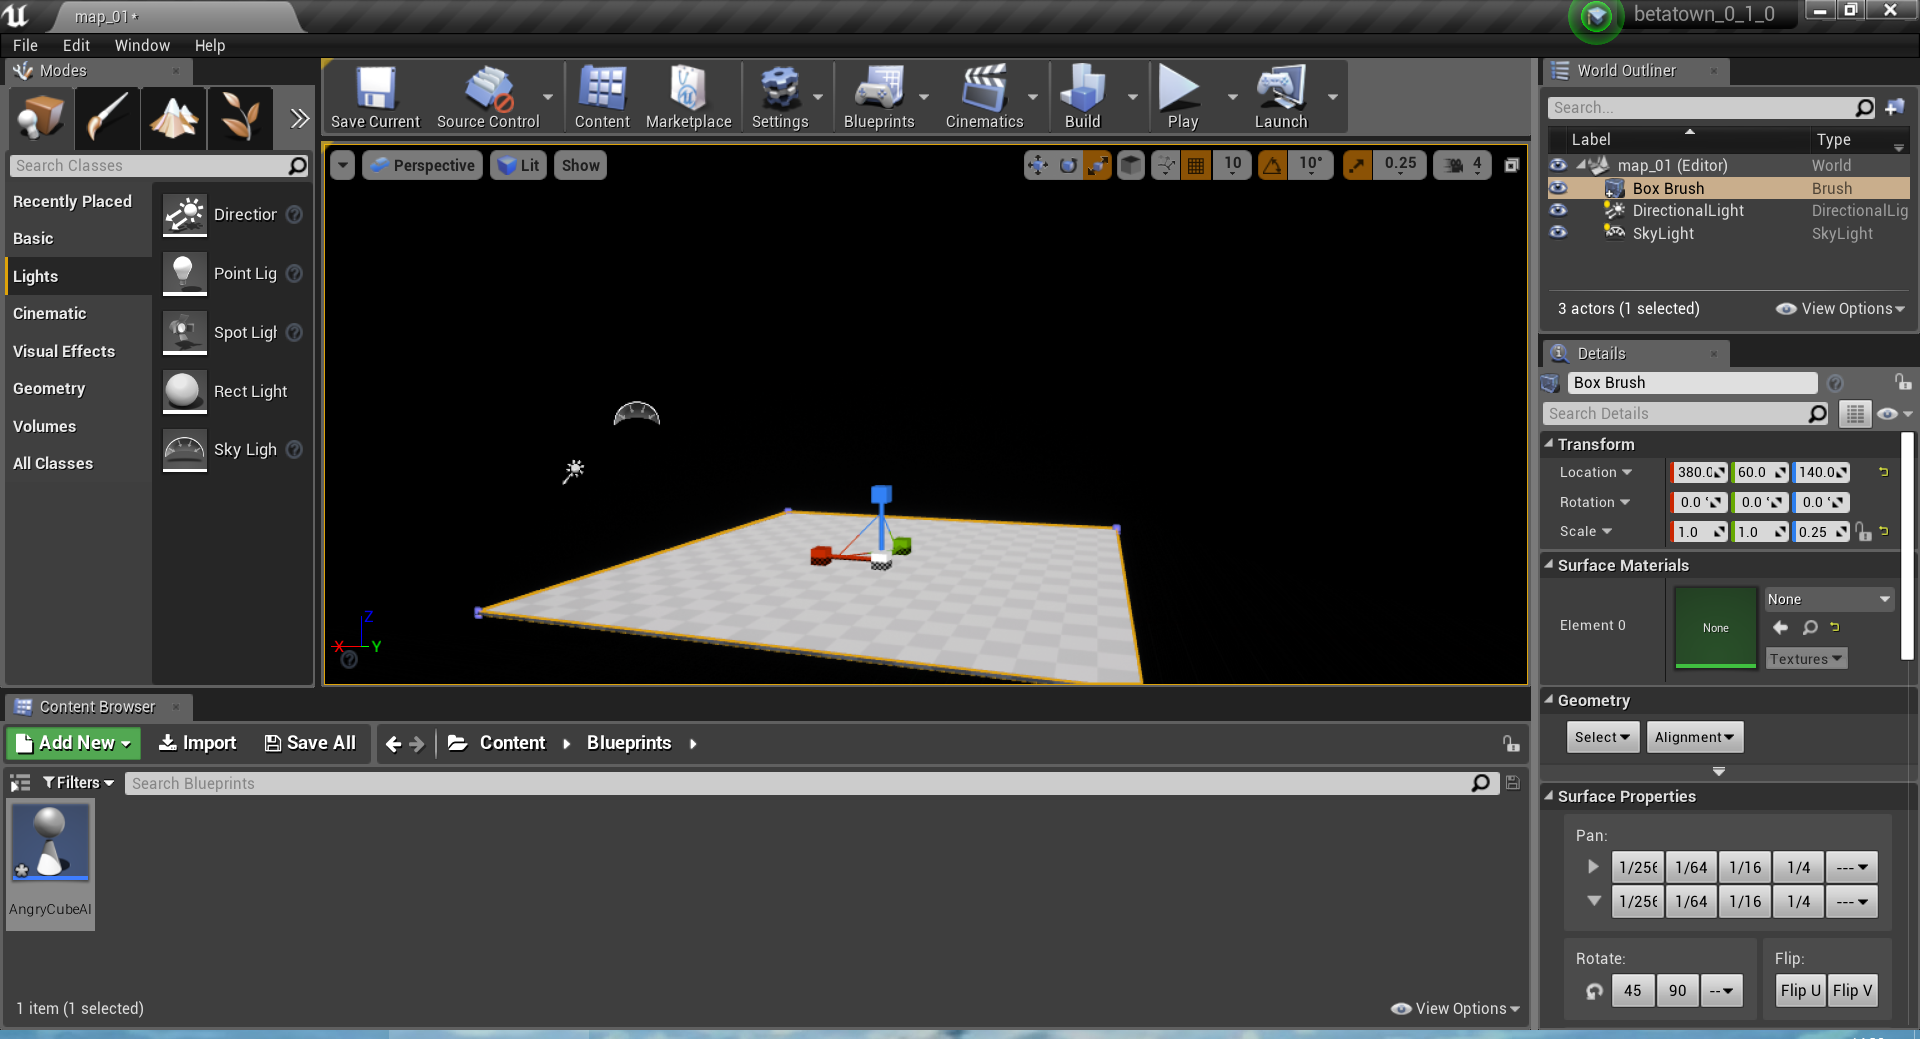 map_01*
betatown_0_1_0
File Edit Window Help
Modes
Search Classes
Recently Placed
Basic
Lights
Cinematic
Visual Effects
Geometry
Volumes
All Classes
Direction
Point Lig
Spot Ligh
Rect Light
Sky Ligh
Save Current Source Control Content Marketplace Settings Blueprints Cinematics Build Play Launch
Perspective Lit Show
10 10° 0.25 4
Z
X Y
World Outliner
Search...
Label Type
map_01 (Editor) World
Box Brush Brush
DirectionalLight DirectionalLig
SkyLight SkyLight
3 actors (1 selected) View Options
Details
Box Brush
Search Details
Transform
Location 380.0 60.0 140.0
Rotation 0.0 ° 0.0 ° 0.0 °
Scale 1.0 1.0 0.25
Surface Materials
Element 0
None
None
Textures
Geometry
Select Alignment
Surface Properties
Pan:
1/256 1/64 1/16 1/4 ---
1/256 1/64 1/16 1/4 ---
Rotate:
45 90 --
Flip:
Flip U Flip V
Content Browser
Add New Import Save All Content Blueprints
Filters Search Blueprints
AngryCubeAI
1 item (1 selected) View Options